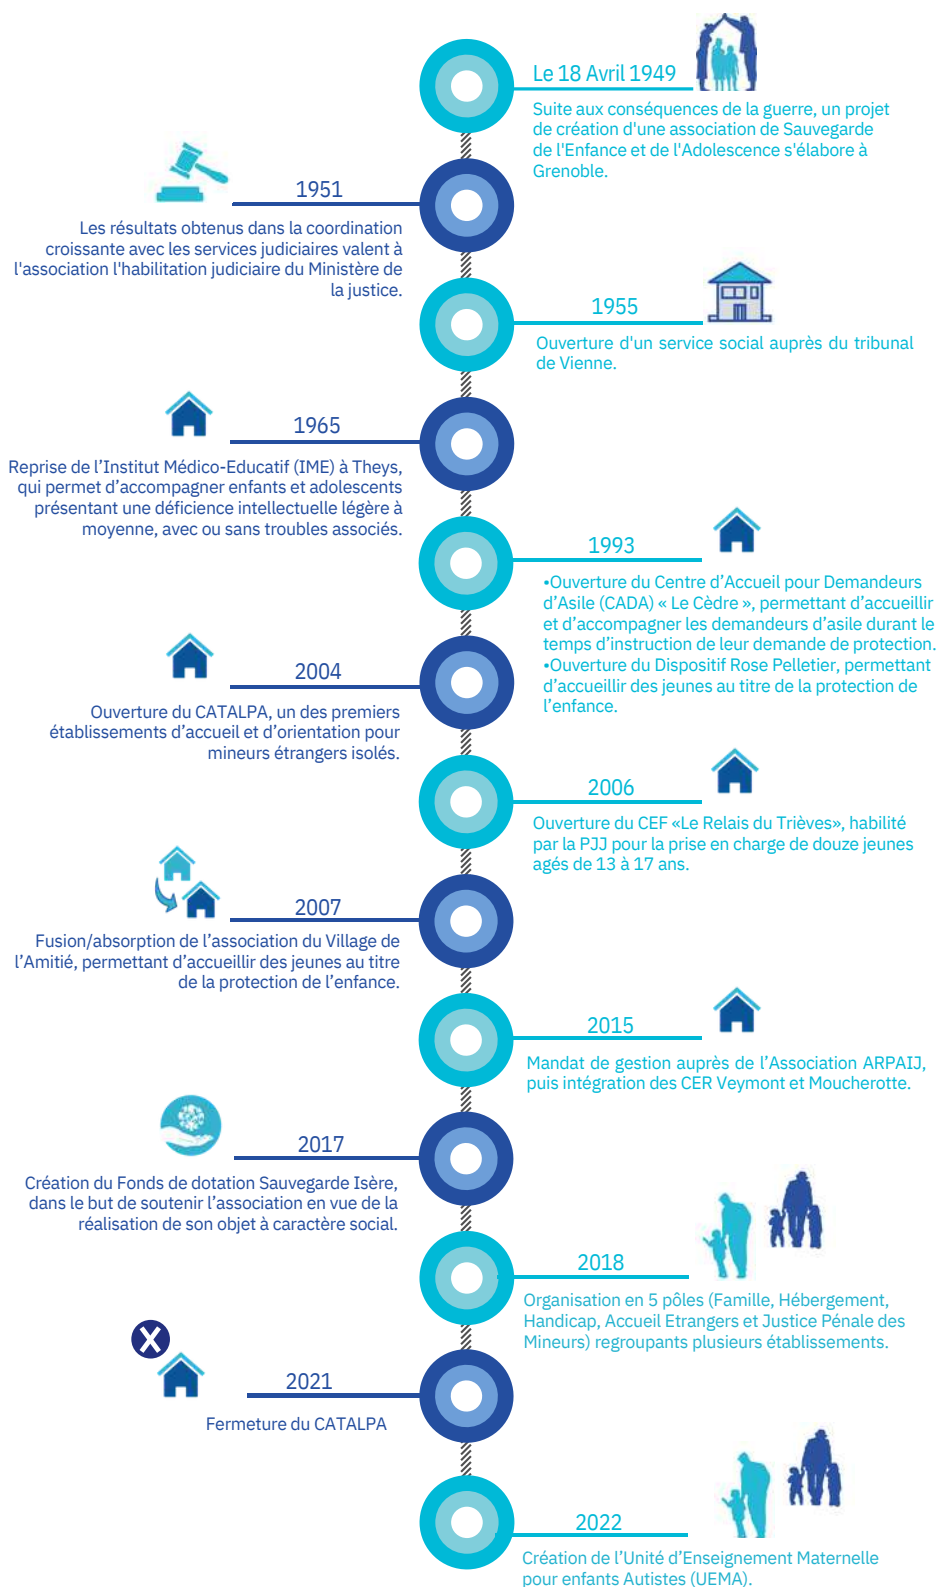 Le 18 Avril 1949
Suite aux conséquences de la guerre, un projet
de création d'une association de Sauvegarde
de l'Enfance et de l'Adolescence s'élabore à
Grenoble.
1951
Les résultats obtenus dans la coordination
croissante avec les services judiciaires valent à
l'association l'habilitation judiciaire du Ministère de
la justice.
1955
Ouverture d'un service social auprès du tribunal
de Vienne.
1965
Reprise de l’Institut Médico-Educatif (IME) à Theys,
qui permet d’accompagner enfants et adolescents
présentant une déficience intellectuelle légère à
moyenne, avec ou sans troubles associés.
1993
•Ouverture du Centre d’Accueil pour Demandeurs
d’Asile (CADA) « Le Cèdre », permettant d’accueillir
et d’accompagner les demandeurs d’asile durant le
temps d’instruction de leur demande de protection.
•Ouverture du Dispositif Rose Pelletier, permettant
d’accueillir des jeunes au titre de la protection de
l’enfance.
2004
Ouverture du CATALPA, un des premiers
établissements d’accueil et d’orientation pour
mineurs étrangers isolés.
2006
Ouverture du CEF «Le Relais du Trièves», habilité
par la PJJ pour la prise en charge de douze jeunes
agés de 13 à 17 ans.
2007
Fusion/absorption de l’association du Village de
l’Amitié, permettant d’accueillir des jeunes au titre
de la protection de l’enfance.
2015
Mandat de gestion auprès de l’Association ARPAIJ,
puis intégration des CER Veymont et Moucherotte.
2017
Création du Fonds de dotation Sauvegarde Isère,
dans le but de soutenir l’association en vue de la
réalisation de son objet à caractère social.
2018
Organisation en 5 pôles (Famille, Hébergement,
Handicap, Accueil Etrangers et Justice Pénale des
Mineurs) regroupants plusieurs établissements.
X
2021
Fermeture du CATALPA
2022
Création de l’Unité d’Enseignement Maternelle
pour enfants Autistes (UEMA).